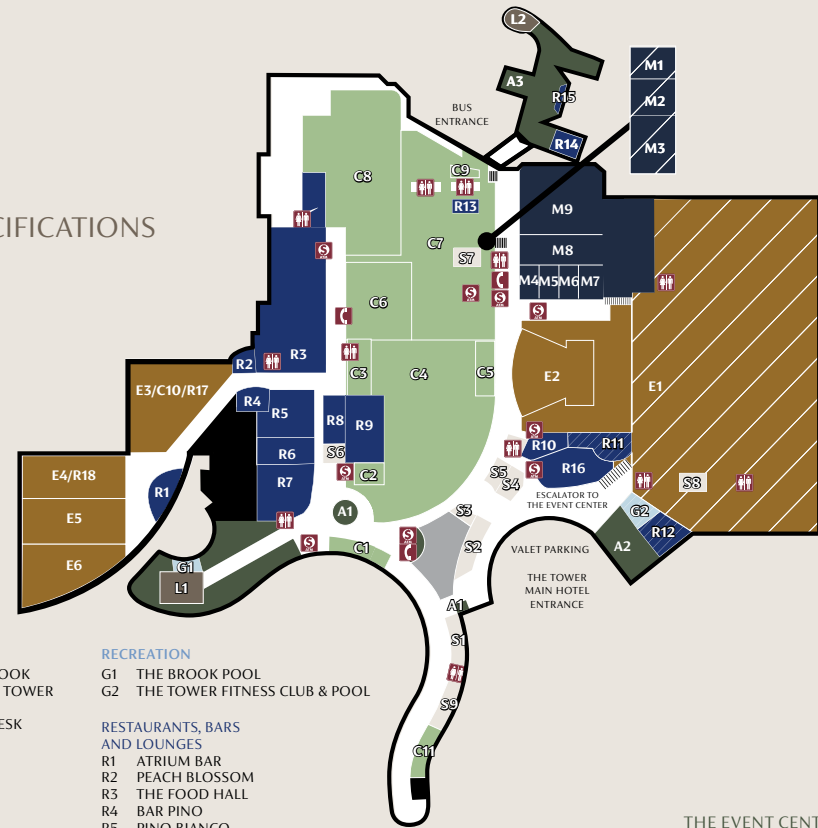 L2
M1
A3
R15
M2
BUS
ENTRANCE
R14
M3
C9
C8
R13
M9
CIFICATIONS
C7
M8
S7
M4 M5 M6 M7
C6
R3
R2
C3
C4
C5
E2
E3/C10/R17
E1
R4
R5
R8
R9
R10
R11
R6
S6
E4/R18
C2
R16
S5
R7
S4
S8
R1
ESCALATOR TO
THE EVENT CENTER
A1
S3
G2
E5
R12
C1
S2
A2
VALET PARKING
E6
G1
L1
THE TOWER
MAIN HOTEL
ENTRANCE
A1
S1
S9
C11
OOK
TOWER
ESK
RECREATION
G1 THE BROOK POOL
G2 THE TOWER FITNESS CLUB & POOL
RESTAURANTS, BARS
AND LOUNGES
R1 ATRIUM BAR
R2 PEACH BLOSSOM
R3 THE FOOD HALL
R4 BAR PINO
R5 PINO BIANCO
THE EVENT CENT